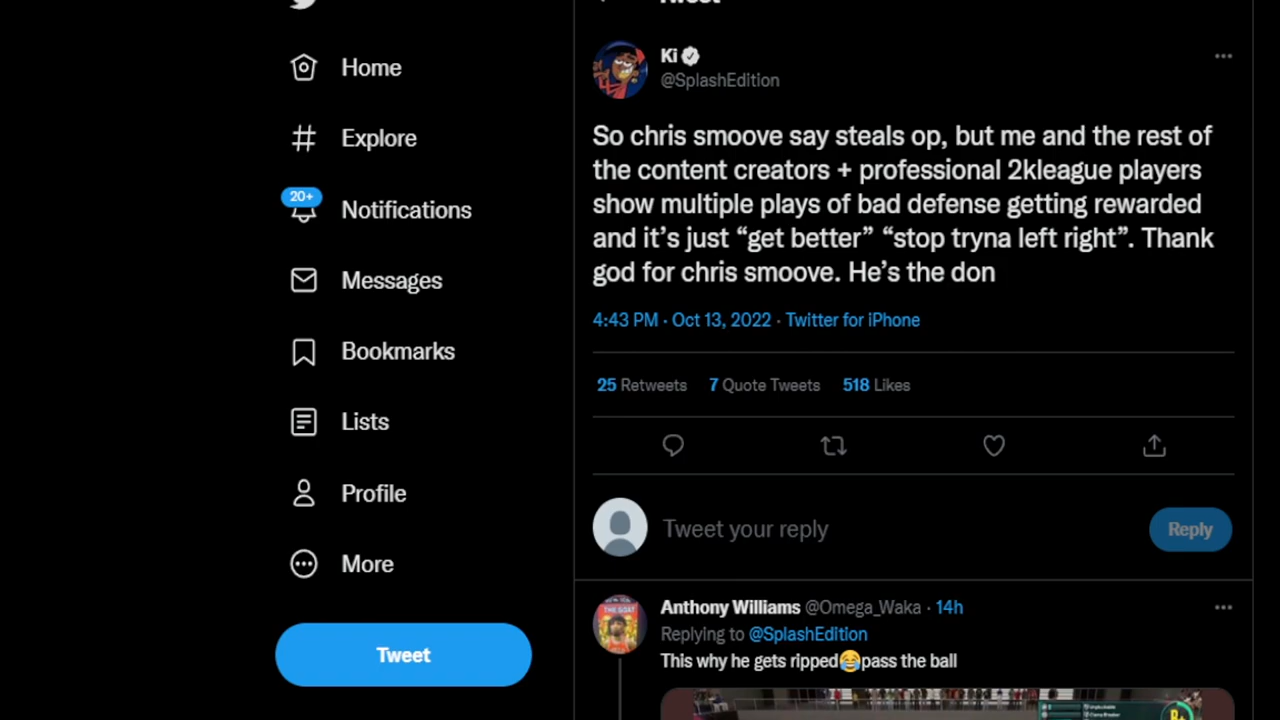 Tweet
Home
Explore
20+
Notifications
Messages
Bookmarks
Lists
Profile
More
Tweet
Ki
@SplashEdition
So chris smoove say steals op, but me and the rest of
the content creators + professional 2kleague players
show multiple plays of bad defense getting rewarded
and it’s just “get better” “stop tryna left right”. Thank
god for chris smoove. He’s the don
4:43 PM · Oct 13, 2022 · Twitter for iPhone
25 Retweets 7 Quote Tweets 518 Likes
Tweet your reply
Reply
Anthony Williams @Omega_Waka · 14h
Replying to @SplashEdition
This why he gets ripped😂pass the ball
THE GOAT